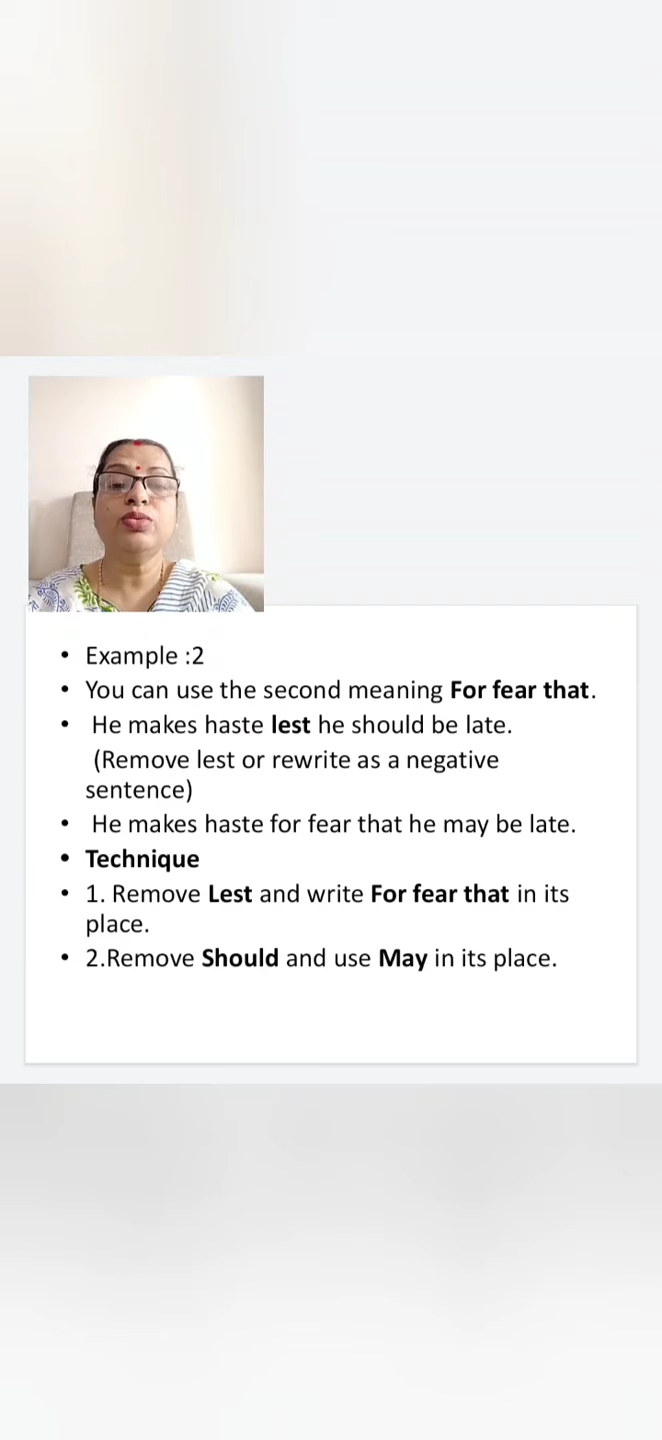 • Example :2
• You can use the second meaning For fear that.
• He makes haste lest he should be late.
(Remove lest or rewrite as a negative
sentence)
• He makes haste for fear that he may be late.
• Technique
• 1. Remove Lest and write For fear that in its
place.
• 2.Remove Should and use May in its place.